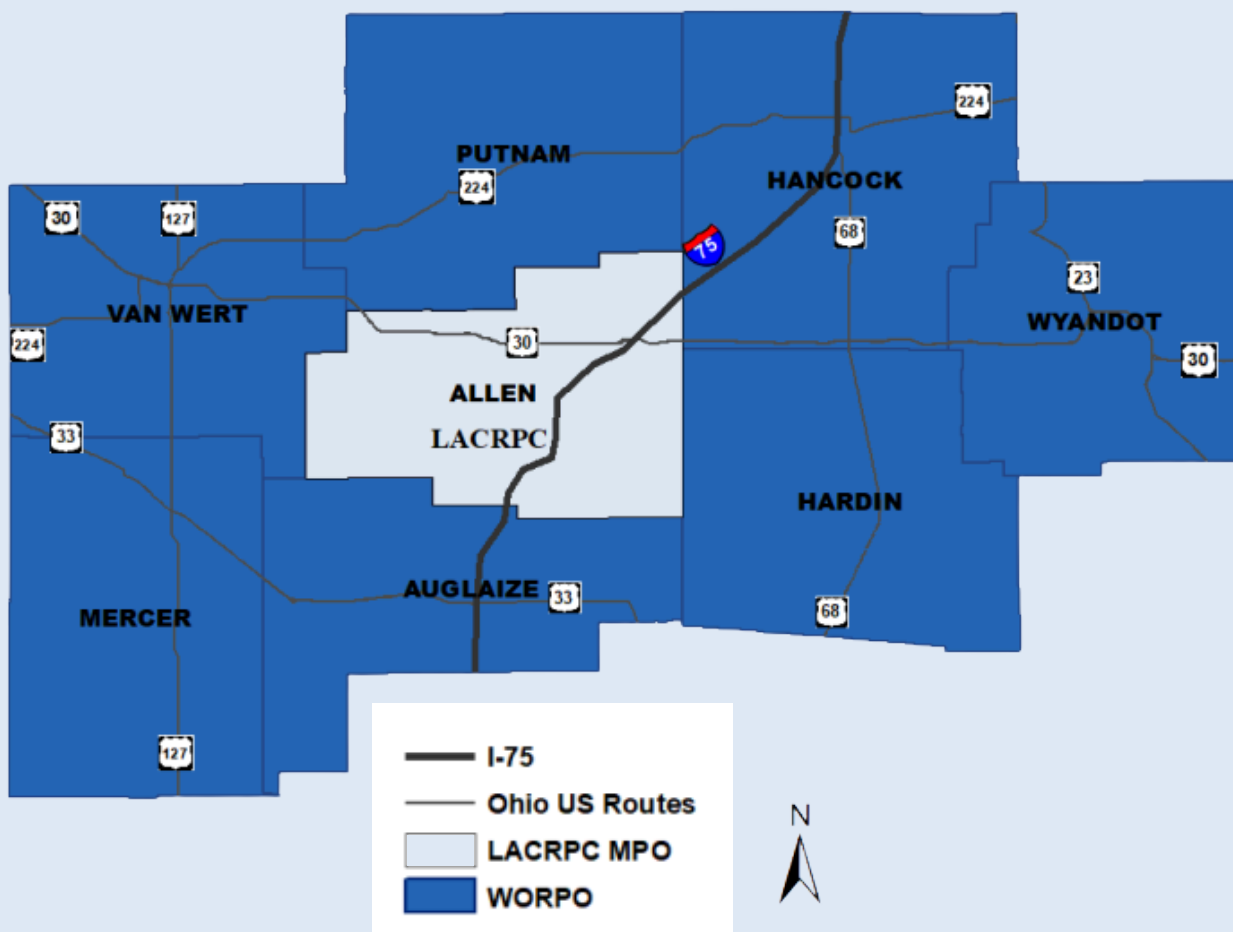 224
PUTNAM
HANCOCK
224
30
127
68
75
23
VAN WERT
WYANDOT
224
30
30
ALLEN
33
LACRPC
HARDIN
AUGLAIZE
33
MERCER
68
127
I-75
Ohio US Routes
LACRPC MPO
WORPO
N